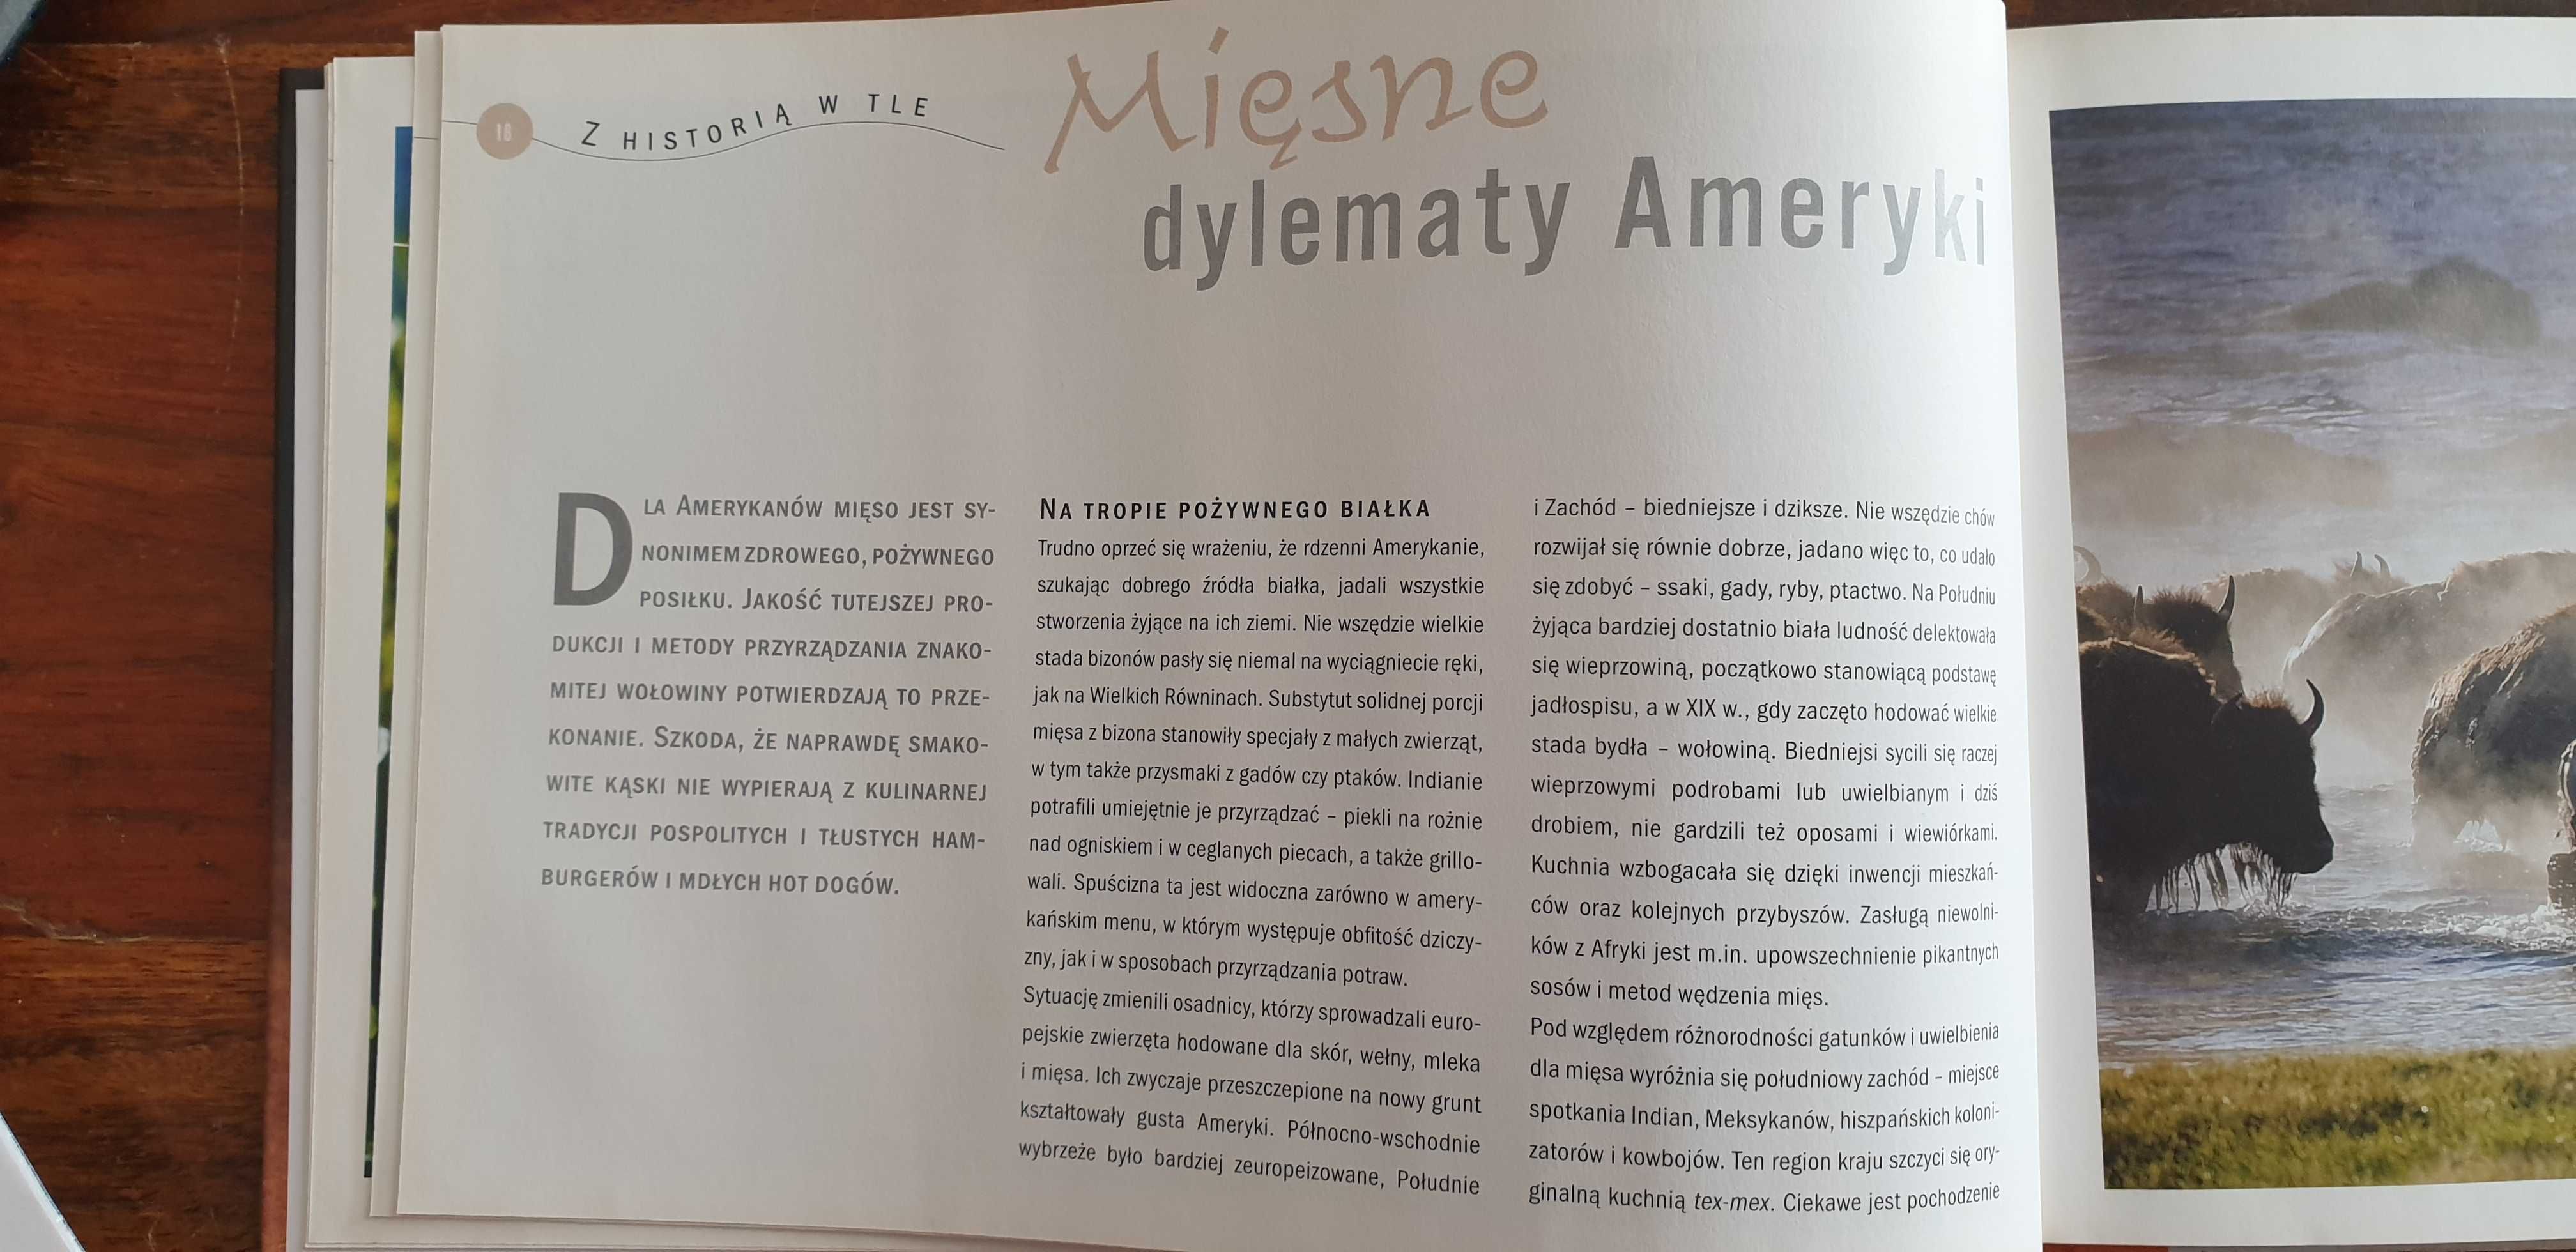 18
Z HISTORIĄ W TLE
Mięsne
dylematy Ameryki
DLA AMERYKANÓW MIĘSO JEST SY-
NONIMEM ZDROWEGO, POŻYWNEGO
POSIŁKU. JAKOŚĆ TUTEJSZEJ PRO-
DUKCJI I METODY PRZYRZĄDZANIA ZNAKO-
MITEJ WOŁOWINY POTWIERDZAJĄ TO PRZE-
KONANIE. SZKODA, ŻE NAPRAWDĘ SMAKO-
WITE KĄSKI NIE WYPIERAJĄ Z KULINARNEJ
TRADYCJI POSPOLITYCH I TŁUSTYCH HAM-
BURGERÓW I MDŁYCH HOT DOGÓW.
NA TROPIE POŻYWNEGO BIAŁKA
Trudno oprzeć się wrażeniu, że rdzenni Amerykanie,
szukając dobrego źródła białka, jadali wszystkie
stworzenia żyjące na ich ziemi. Nie wszędzie wielkie
stada bizonów pasły się niemal na wyciągniecie ręki,
jak na Wielkich Równinach. Substytut solidnej porcji
mięsa z bizona stanowiły specjały z małych zwierząt,
w tym także przysmaki z gadów czy ptaków. Indianie
potrafili umiejętnie je przyrządzać – piekli na rożnie
nad ogniskiem i w ceglanych piecach, a także grillo-
wali. Spuścizna ta jest widoczna zarówno w amery-
kańskim menu, w którym występuje obfitość dziczy-
zny, jak i w sposobach przyrządzania potraw.
Sytuację zmienili osadnicy, którzy sprowadzali euro-
pejskie zwierzęta hodowane dla skór, wełny, mleka
i mięsa. Ich zwyczaje przeszczepione na nowy grunt
kształtowały gusta Ameryki. Północno-wschodnie
wybrzeże było bardziej zeuropeizowane, Południe
i Zachód – biedniejsze i dziksze. Nie wszędzie chów
rozwijał się równie dobrze, jadano więc to, co udało
się zdobyć – ssaki, gady, ryby, ptactwo. Na Południu
żyjąca bardziej dostatnio biała ludność delektowała
się wieprzowiną, początkowo stanowiącą podstawę
jadłospisu, a w XIX w., gdy zaczęto hodować wielkie
stada bydła – wołowiną. Biedniejsi sycili się raczej
wieprzowymi podrobami lub uwielbianym i dziś
drobiem, nie gardzili też oposami i wiewiórkami.
Kuchnia wzbogacała się dzięki inwencji mieszkań-
ców oraz kolejnych przybyszów. Zasługą niewolni-
ków z Afryki jest m.in. upowszechnienie pikantnych
sosów i metod wędzenia mięs.
Pod względem różnorodności gatunków i uwielbienia
dla mięsa wyróżnia się południowy zachód – miejsce
spotkania Indian, Meksykanów, hiszpańskich koloni-
zatorów i kowbojów. Ten region kraju szczyci się ory-
ginalną kuchnią tex-mex. Ciekawe jest pochodzenie